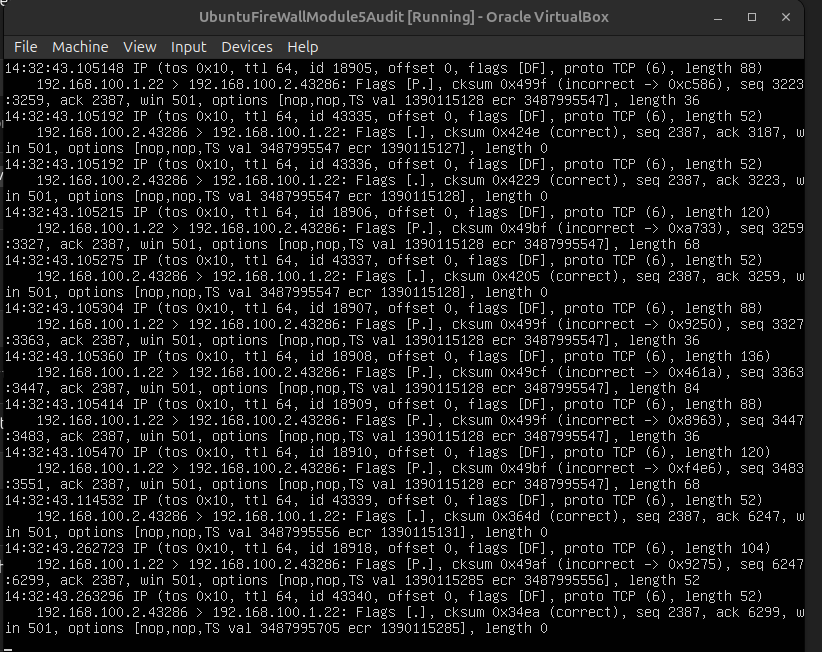 UbuntuFireWallModule5Audit [Running] - Oracle VirtualBox
File Machine View Input Devices Help
14:32:43.105148 IP (tos 0x10, ttl 64, id 18905, offset 0, flags [DF], proto TCP (6), length 88)
    192.168.100.1.22 > 192.168.100.2.43286: Flags [P.], cksum 0x499f (incorrect -> 0xc586), seq 3223
:3259, ack 2387, win 501, options [nop,nop,TS val 1390115128 ecr 3487995547], length 36
14:32:43.105192 IP (tos 0x10, ttl 64, id 43335, offset 0, flags [DF], proto TCP (6), length 52)
    192.168.100.2.43286 > 192.168.100.1.22: Flags [.], cksum 0x424e (correct), seq 2387, ack 3187, w
in 501, options [nop,nop,TS val 3487995547 ecr 1390115127], length 0
14:32:43.105192 IP (tos 0x10, ttl 64, id 43336, offset 0, flags [DF], proto TCP (6), length 52)
    192.168.100.2.43286 > 192.168.100.1.22: Flags [.], cksum 0x4229 (correct), seq 2387, ack 3223, w
in 501, options [nop,nop,TS val 3487995547 ecr 1390115128], length 0
14:32:43.105215 IP (tos 0x10, ttl 64, id 18906, offset 0, flags [DF], proto TCP (6), length 120)
    192.168.100.1.22 > 192.168.100.2.43286: Flags [P.], cksum 0x49bf (incorrect -> 0xa733), seq 3259
:3327, ack 2387, win 501, options [nop,nop,TS val 1390115128 ecr 3487995547], length 68
14:32:43.105275 IP (tos 0x10, ttl 64, id 43337, offset 0, flags [DF], proto TCP (6), length 52)
    192.168.100.2.43286 > 192.168.100.1.22: Flags [.], cksum 0x4205 (correct), seq 2387, ack 3259, w
in 501, options [nop,nop,TS val 3487995547 ecr 1390115128], length 0
14:32:43.105304 IP (tos 0x10, ttl 64, id 18907, offset 0, flags [DF], proto TCP (6), length 88)
    192.168.100.1.22 > 192.168.100.2.43286: Flags [P.], cksum 0x499f (incorrect -> 0x9250), seq 3327
:3363, ack 2387, win 501, options [nop,nop,TS val 1390115128 ecr 3487995547], length 36
14:32:43.105360 IP (tos 0x10, ttl 64, id 18908, offset 0, flags [DF], proto TCP (6), length 136)
    192.168.100.1.22 > 192.168.100.2.43286: Flags [P.], cksum 0x49cf (incorrect -> 0x461a), seq 3363
:3447, ack 2387, win 501, options [nop,nop,TS val 1390115128 ecr 3487995547], length 84
14:32:43.105414 IP (tos 0x10, ttl 64, id 18909, offset 0, flags [DF], proto TCP (6), length 88)
    192.168.100.1.22 > 192.168.100.2.43286: Flags [P.], cksum 0x499f (incorrect -> 0x8963), seq 3447
:3483, ack 2387, win 501, options [nop,nop,TS val 1390115128 ecr 3487995547], length 36
14:32:43.105470 IP (tos 0x10, ttl 64, id 18910, offset 0, flags [DF], proto TCP (6), length 120)
    192.168.100.1.22 > 192.168.100.2.43286: Flags [P.], cksum 0x49bf (incorrect -> 0xf4e6), seq 3483
:3551, ack 2387, win 501, options [nop,nop,TS val 1390115128 ecr 3487995547], length 68
14:32:43.114532 IP (tos 0x10, ttl 64, id 43339, offset 0, flags [DF], proto TCP (6), length 52)
    192.168.100.2.43286 > 192.168.100.1.22: Flags [.], cksum 0x364d (correct), seq 2387, ack 6247, w
in 501, options [nop,nop,TS val 3487995556 ecr 1390115131], length 0
14:32:43.262723 IP (tos 0x10, ttl 64, id 18918, offset 0, flags [DF], proto TCP (6), length 104)
    192.168.100.1.22 > 192.168.100.2.43286: Flags [P.], cksum 0x49af (incorrect -> 0x9275), seq 6247
:6299, ack 2387, win 501, options [nop,nop,TS val 1390115285 ecr 3487995556], length 52
14:32:43.263296 IP (tos 0x10, ttl 64, id 43340, offset 0, flags [DF], proto TCP (6), length 52)
    192.168.100.2.43286 > 192.168.100.1.22: Flags [.], cksum 0x34ea (correct), seq 2387, ack 6299, w
in 501, options [nop,nop,TS val 3487995705 ecr 1390115285], length 0